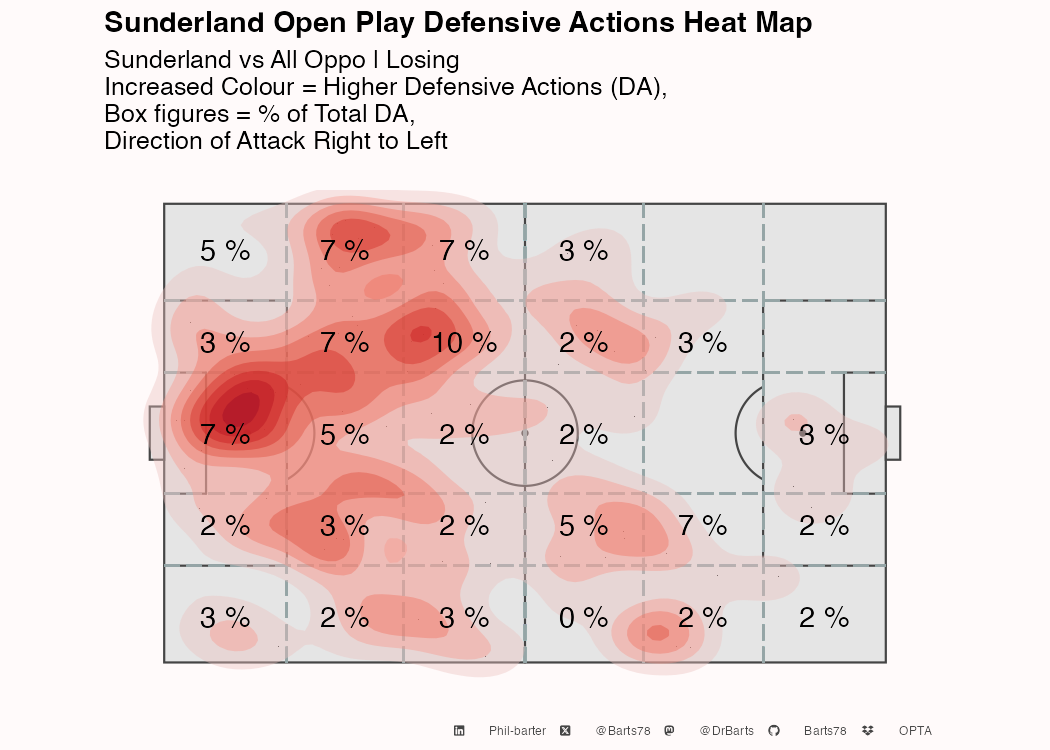 Sunderland Open Play Defensive Actions Heat Map
Sunderland vs All Oppo | Losing
Increased Colour = Higher Defensive Actions (DA),
Box figures = % of Total DA,
Direction of Attack Right to Left
5 % 7 % 7 % 3 %
3 % 7 % 10 % 2 % 3 %
7 % 5 % 2 % 2 % 3 %
2 % 3 % 2 % 5 % 7 % 2 %
3 % 2 % 3 % 0 % 2 % 2 %
Phil-barter @Barts78 @DrBarts Barts78 OPTA